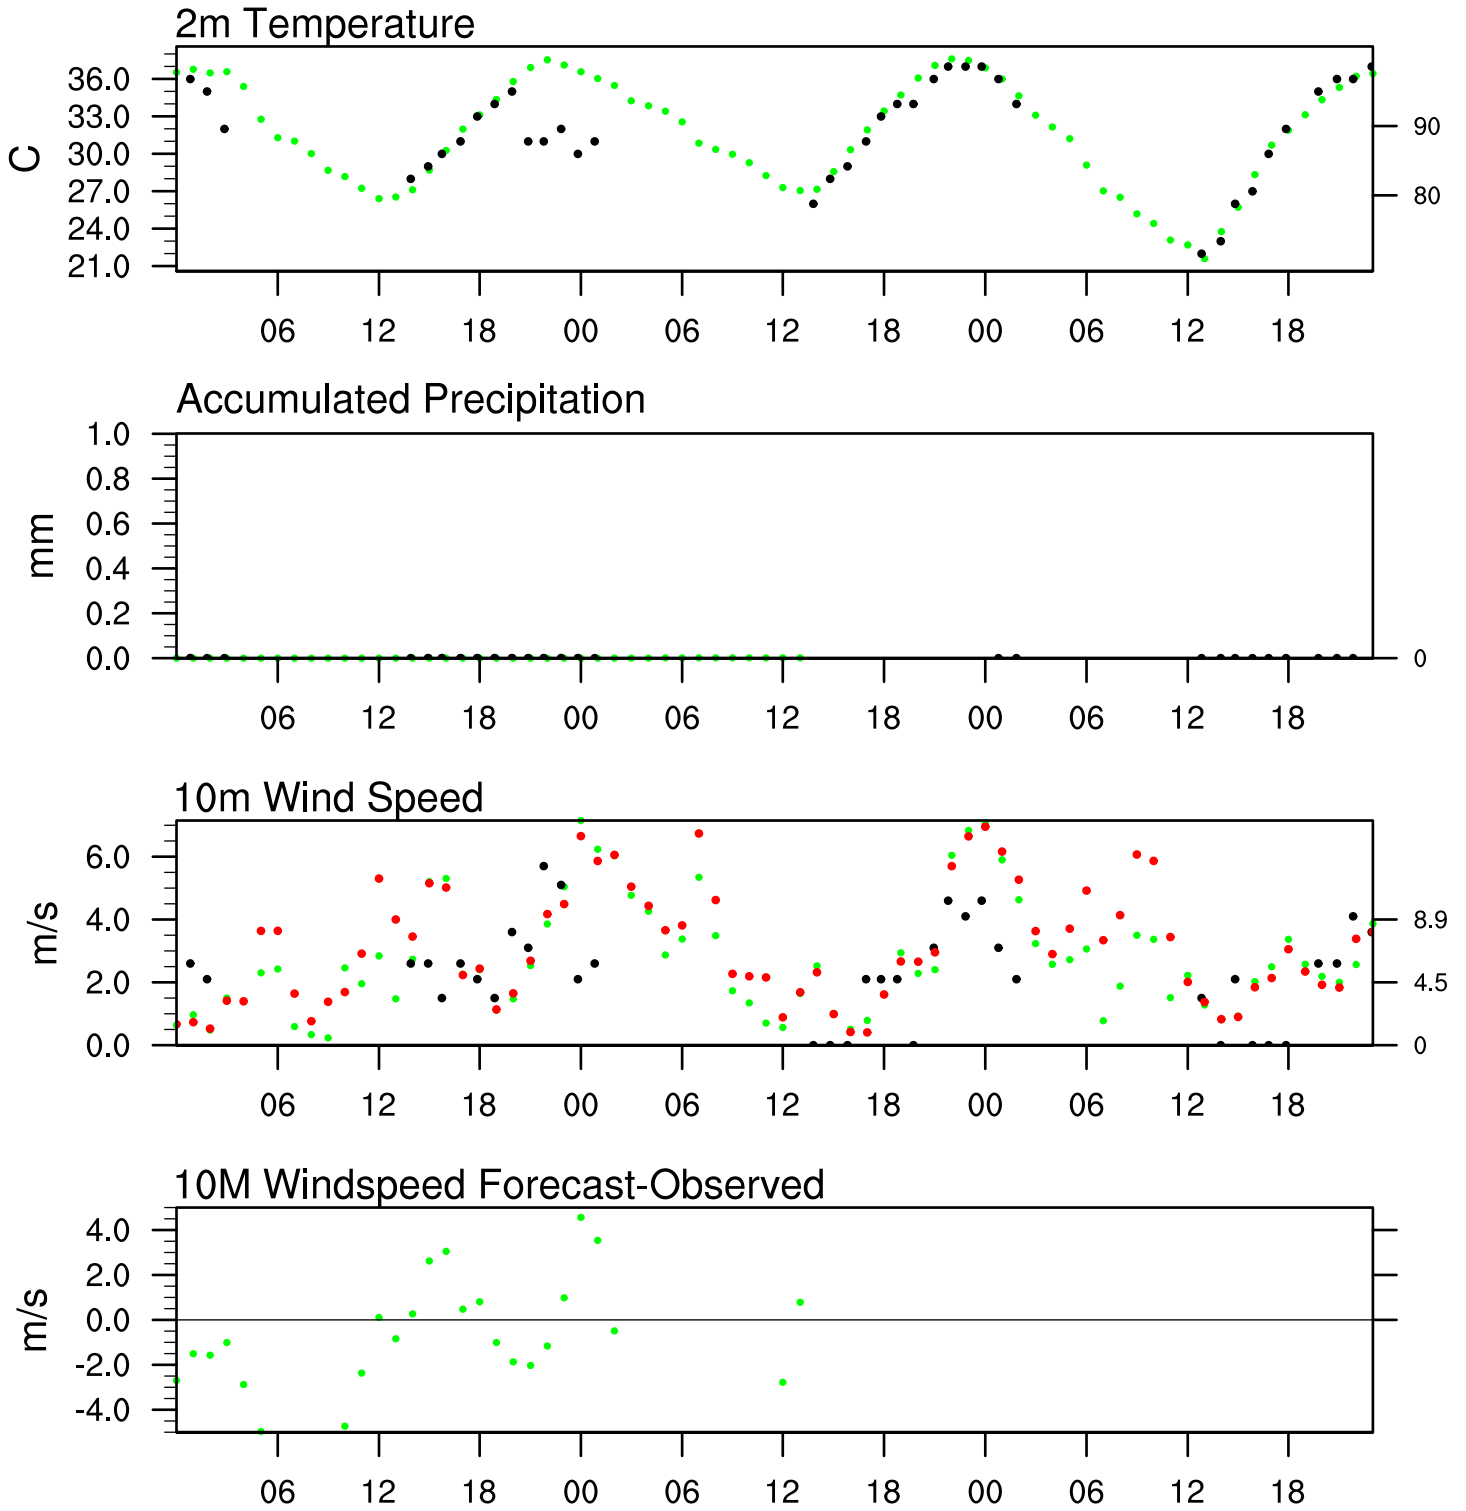 2m Temperature
36.0
33.0
30.0
27.0
24.0
21.0
C
90
80
06 12 18 00 06 12 18 00 06 12 18
Accumulated Precipitation
1.0
0.8
0.6
0.4
0.2
0.0
mm
0
06 12 18 00 06 12 18 00 06 12 18
10m Wind Speed
6.0
4.0
2.0
0.0
m/s
8.9
4.5
0
06 12 18 00 06 12 18 00 06 12 18
10M Windspeed Forecast-Observed
4.0
2.0
0.0
-2.0
-4.0
m/s
06 12 18 00 06 12 18 00 06 12 18